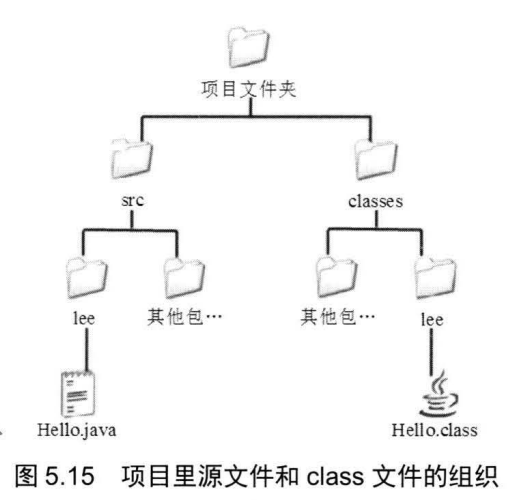 项目文件夹
src
classes
lee
其他包…
其他包…
lee
Hello.java
Hello.class
图 5.15 项目里源文件和 class 文件的组织